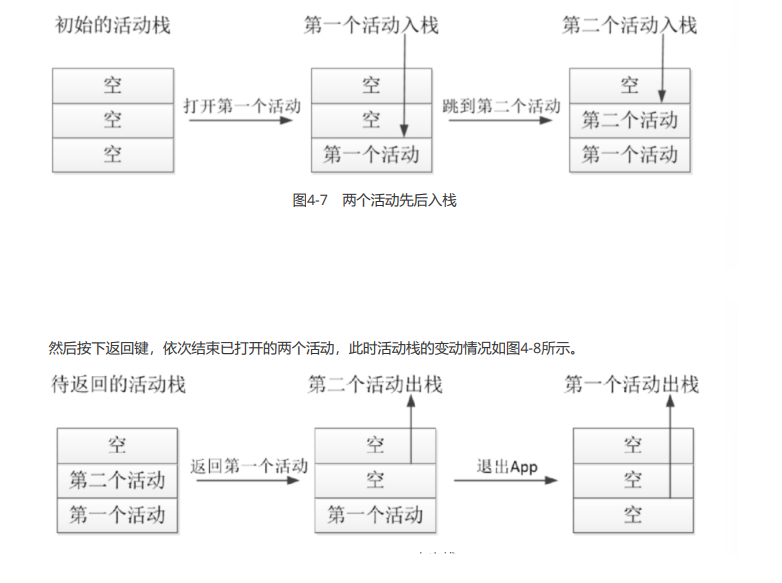 初始的活动栈 第一个活动入栈 第二个活动入栈
空 空 空
打开第一个活动 跳到第二个活动
空 空 第二个活动
空 第一个活动 第一个活动
图4-7 两个活动先后入栈
然后按下返回键，依次结束已打开的两个活动，此时活动栈的变动情况如图4-8所示。
待返回的活动栈 第二个活动出栈 第一个活动出栈
空 空 空
返回第一个活动 退出App
第二个活动 空 空
第一个活动 第一个活动 空